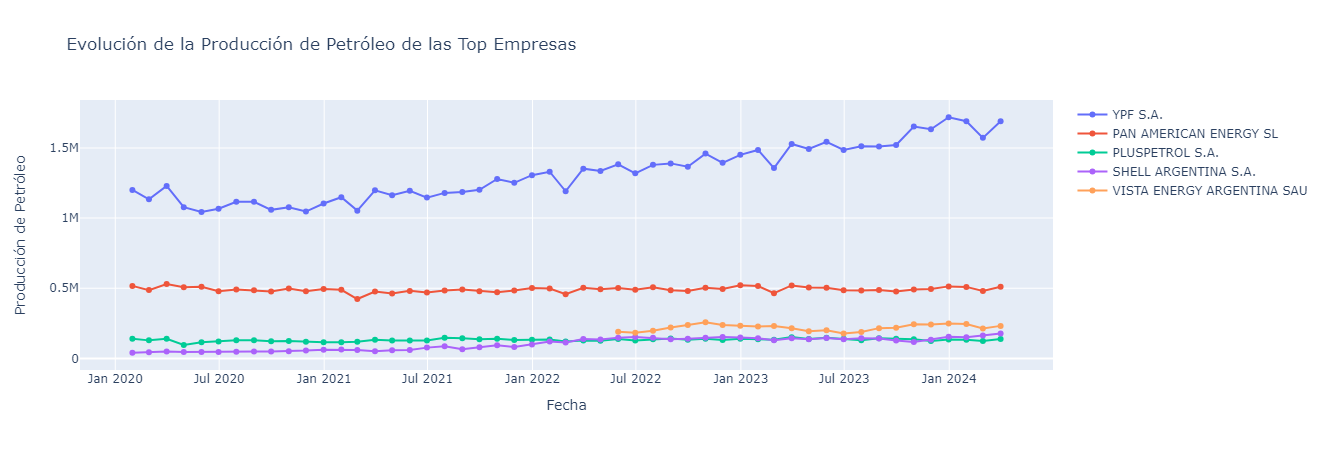 Evolución de la Producción de Petróleo de las Top Empresas
YPF S.A.
PAN AMERICAN ENERGY SL
PLUSPETROL S.A.
SHELL ARGENTINA S.A.
VISTA ENERGY ARGENTINA SAU
Producción de Petróleo
1.5M
1M
0.5M
0
Jan 2020 Jul 2020 Jan 2021 Jul 2021 Jan 2022 Jul 2022 Jan 2023 Jul 2023 Jan 2024
Fecha